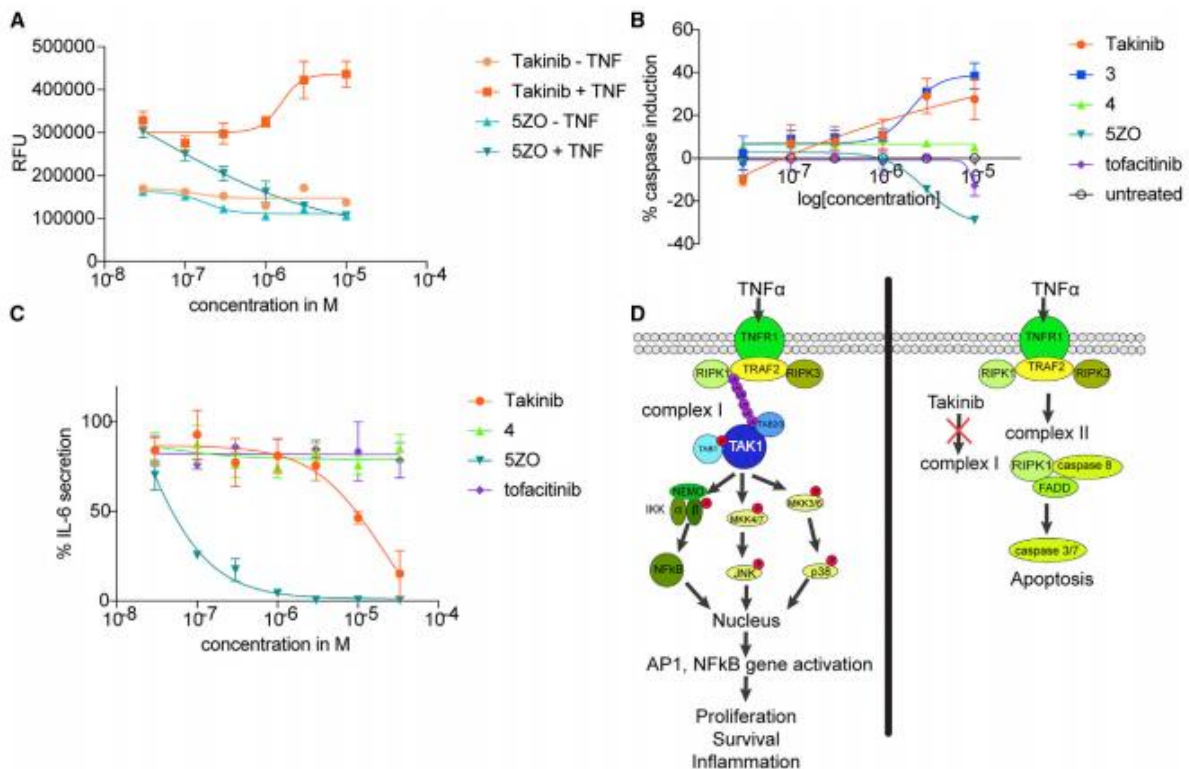 A
500000
400000
300000
200000
100000
0
RFU
10-8
10-7
10-6
10-5
10-4
concentration in M
Takinib - TNF
Takinib + TNF
5ZO - TNF
5ZO + TNF
B
60
40
20
0
-20
-40
% caspase induction
10-7
10-6
10-5
log[concentration]
Takinib
3
4
5ZO
tofacitinib
untreated
C
100
50
0
% IL-6 secretion
10-8
10-7
10-6
10-5
10-4
concentration in M
Takinib
4
5ZO
tofacitinib
D
TNFα
TNFR1
RIPK1
TRAF2
RIPK3
complex I
TAB2/3
TAB1
TAK1
NEMO
IKK
α
β
MKK4/7
MKK3/6
NFkB
JNK
p38
Nucleus
AP1, NFkB gene activation
Proliferation
Survival
Inflammation
TNFα
TNFR1
RIPK1
TRAF2
RIPK3
Takinib
complex I
complex II
RIPK1
caspase 8
FADD
caspase 3/7
Apoptosis